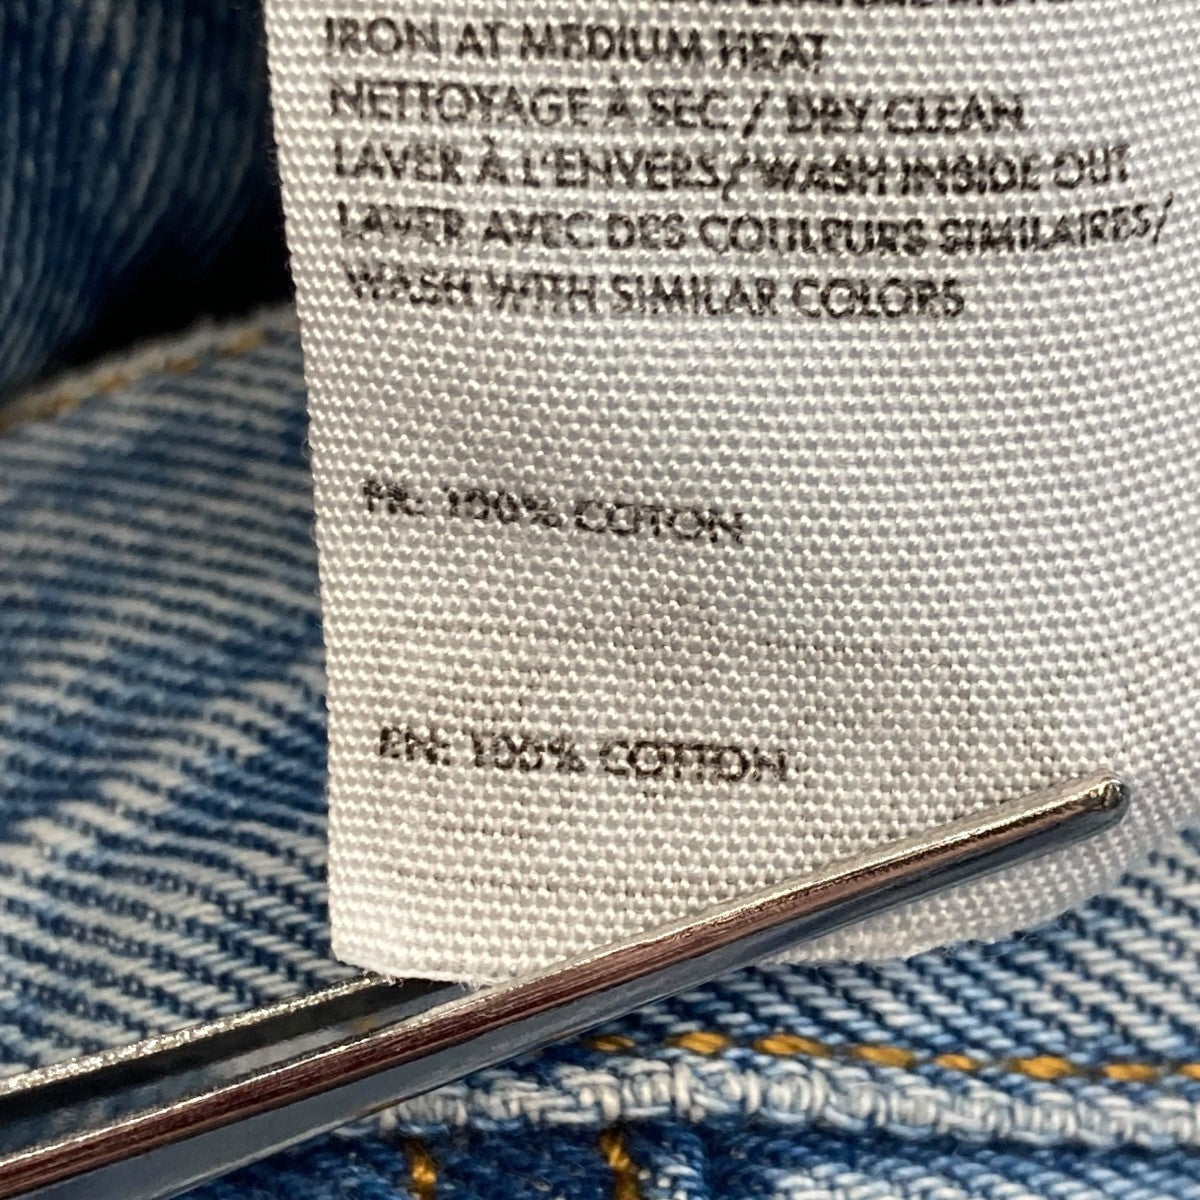 IRON AT MEDIUM HEAT
NETTOYAGE À SEC / DRY CLEAN
LAVER À L'ENVERS / WASH INSIDE OUT
LAVER AVEC DES COULEURS SIMILAIRES/
WASH WITH SIMILAR COLORS
FR: 100% COTON
EN: 100% COTTON